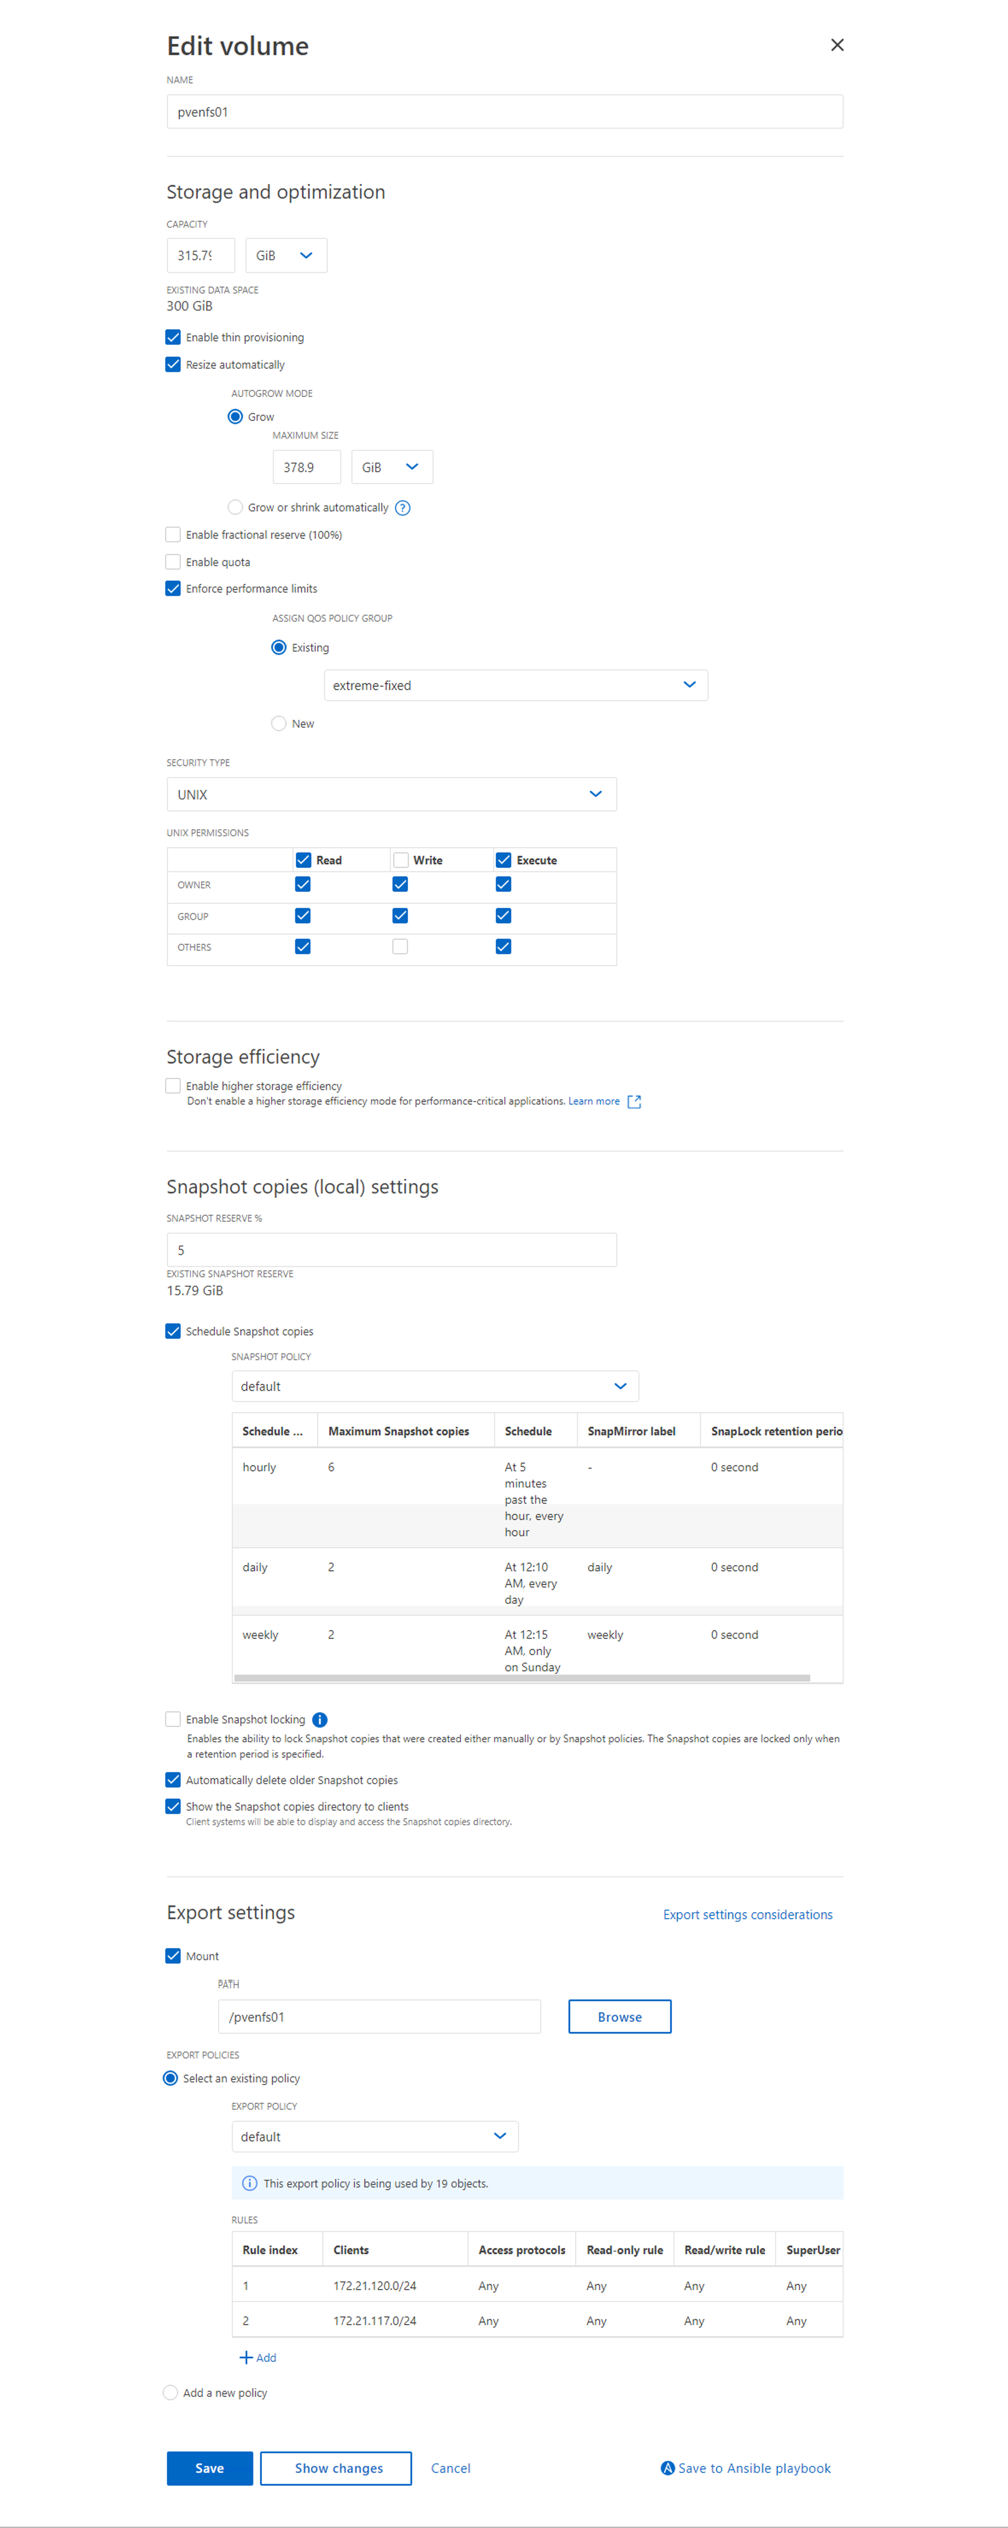 Edit volume
NAME
pvenfs01
Storage and optimization
CAPACITY
315.79 GiB
EXISTING DATA SPACE
300 GiB
Enable thin provisioning
Resize automatically
AUTOGROW MODE
Grow
MAXIMUM SIZE
378.9 GiB
Grow or shrink automatically ?
Enable fractional reserve (100%)
Enable quota
Enforce performance limits
ASSIGN QOS POLICY GROUP
Existing
extreme-fixed
New
SECURITY TYPE
UNIX
UNIX PERMISSIONS
Read Write Execute
OWNER
GROUP
OTHERS
Storage efficiency
Enable higher storage efficiency
Don't enable a higher storage efficiency mode for performance-critical applications. Learn more
Snapshot copies (local) settings
SNAPSHOT RESERVE %
5
EXISTING SNAPSHOT RESERVE
15.79 GiB
Schedule Snapshot copies
SNAPSHOT POLICY
default
Schedule ... Maximum Snapshot copies Schedule SnapMirror label SnapLock retention perio
hourly 6 At 5 - 0 second
minutes
past the
hour, every
hour
daily 2 At 12:10 daily 0 second
AM, every
day
weekly 2 At 12:15 weekly 0 second
AM, only
on Sunday
Enable Snapshot locking i
Enables the ability to lock Snapshot copies that were created either manually or by Snapshot policies. The Snapshot copies are locked only when
a retention period is specified.
Automatically delete older Snapshot copies
Show the Snapshot copies directory to clients
Client systems will be able to display and access the Snapshot copies directory.
Export settings Export settings considerations
Mount
PATH
/pvenfs01 Browse
EXPORT POLICIES
Select an existing policy
EXPORT POLICY
default
i This export policy is being used by 19 objects.
RULES
Rule index Clients Access protocols Read-only rule Read/write rule SuperUser
1 172.21.120.0/24 Any Any Any Any
2 172.21.117.0/24 Any Any Any Any
+ Add
Add a new policy
Save Show changes Cancel A Save to Ansible playbook